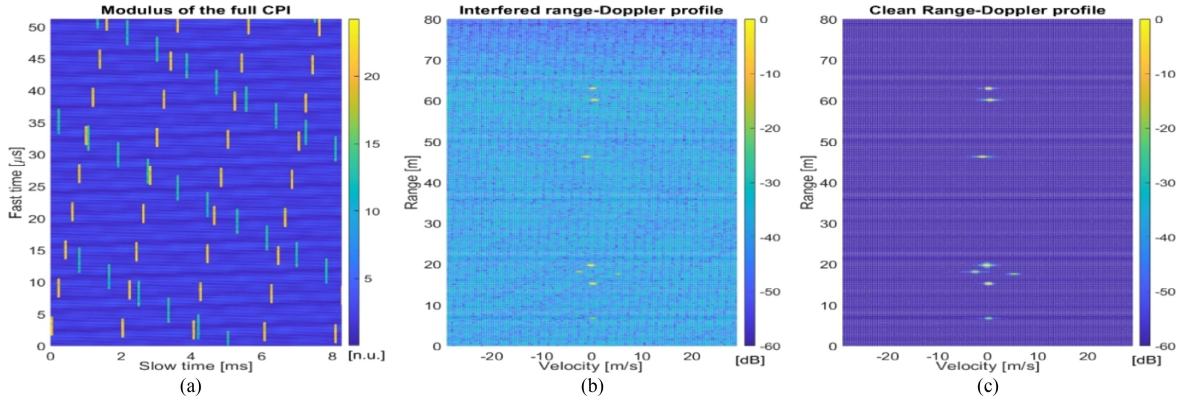 Modulus of the full CPI
Fast time [μs]
50
45
40
35
30
25
20
15
10
5
0
0 2 4 6 8
Slow time [ms]
20
15
10
5
[n.u.]
(a)
Interfered range-Doppler profile
Range [m]
80
70
60
50
40
30
20
10
0
-20 -10 0 10 20
Velocity [m/s]
0
-10
-20
-30
-40
-50
-60
[dB]
(b)
Clean Range-Doppler profile
Range [m]
80
70
60
50
40
30
20
10
0
-20 -10 0 10 20
Velocity [m/s]
0
-10
-20
-30
-40
-50
-60
[dB]
(c)